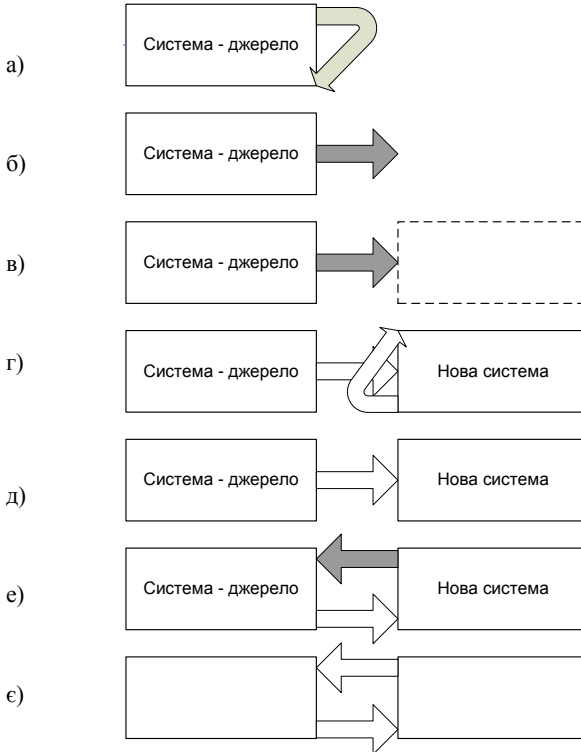 а) Система - джерело
б) Система - джерело
в) Система - джерело
г) Система - джерело Нова система
д) Система - джерело Нова система
е) Система - джерело Нова система
є)